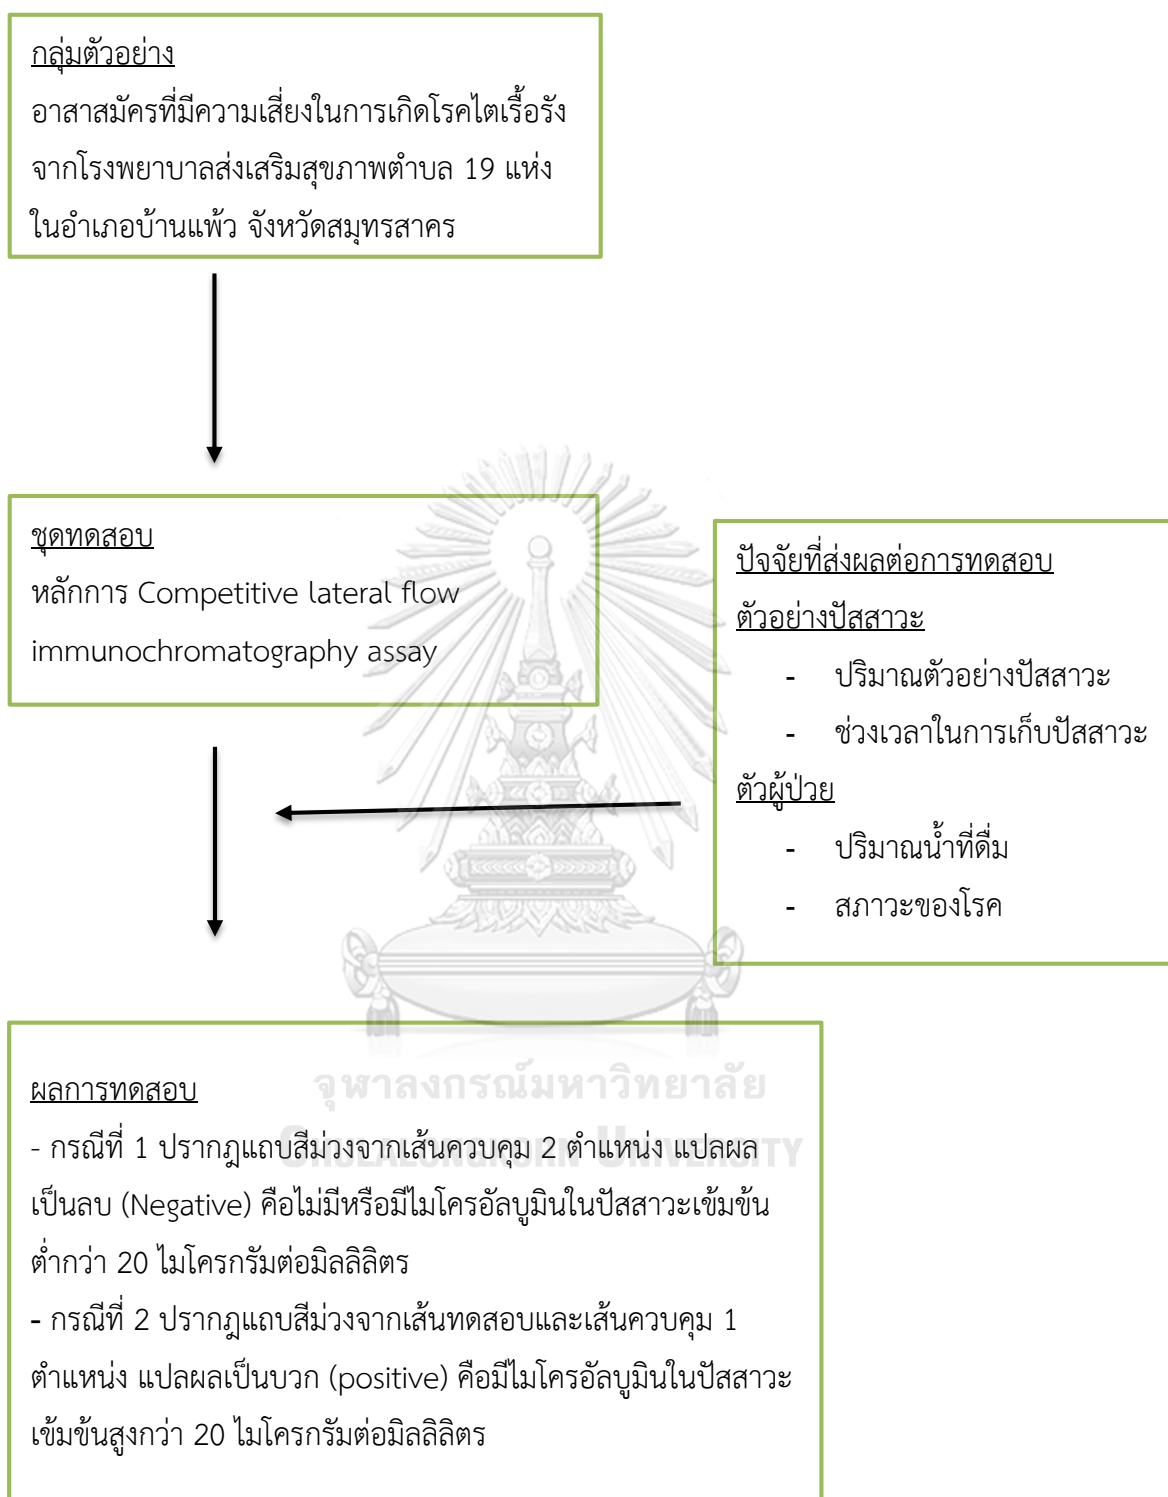 กลุ่มตัวอย่าง
อาสาสมัครที่มีความเสี่ยงในการเกิดโรคไตเรื้อรัง
จากโรงพยาบาลส่งเสริมสุขภาพตำบล 19 แห่ง
ในอำเภอบ้านแพ้ว จังหวัดสมุทรสาคร
ชุดทดสอบ
หลักการ Competitive lateral flow
immunochromatography assay
ปัจจัยที่ส่งผลต่อการทดสอบ
ตัวอย่างปัสสาวะ
- ปริมาณตัวอย่างปัสสาวะ
- ช่วงเวลาในการเก็บปัสสาวะ
ตัวผู้ป่วย
- ปริมาณน้ำที่ดื่ม
- สภาวะของโรค
จุฬาลงกรณ์มหาวิทยาลัย
CHULALONGKORN UNIVERSITY
ผลการทดสอบ
- กรณีที่ 1 ปรากฎแถบสีม่วงจากเส้นควบคุม 2 ตำแหน่ง แปลผล
เป็นลบ (Negative) คือไม่มีหรือมีไมโครอัลบูมินในปัสสาวะเข้มข้น
ต่ำกว่า 20 ไมโครกรัมต่อมิลลิลิตร
- กรณีที่ 2 ปรากฎแถบสีม่วงจากเส้นทดสอบและเส้นควบคุม 1
ตำแหน่ง แปลผลเป็นบวก (positive) คือมีไมโครอัลบูมินในปัสสาวะ
เข้มข้นสูงกว่า 20 ไมโครกรัมต่อมิลลิลิตร